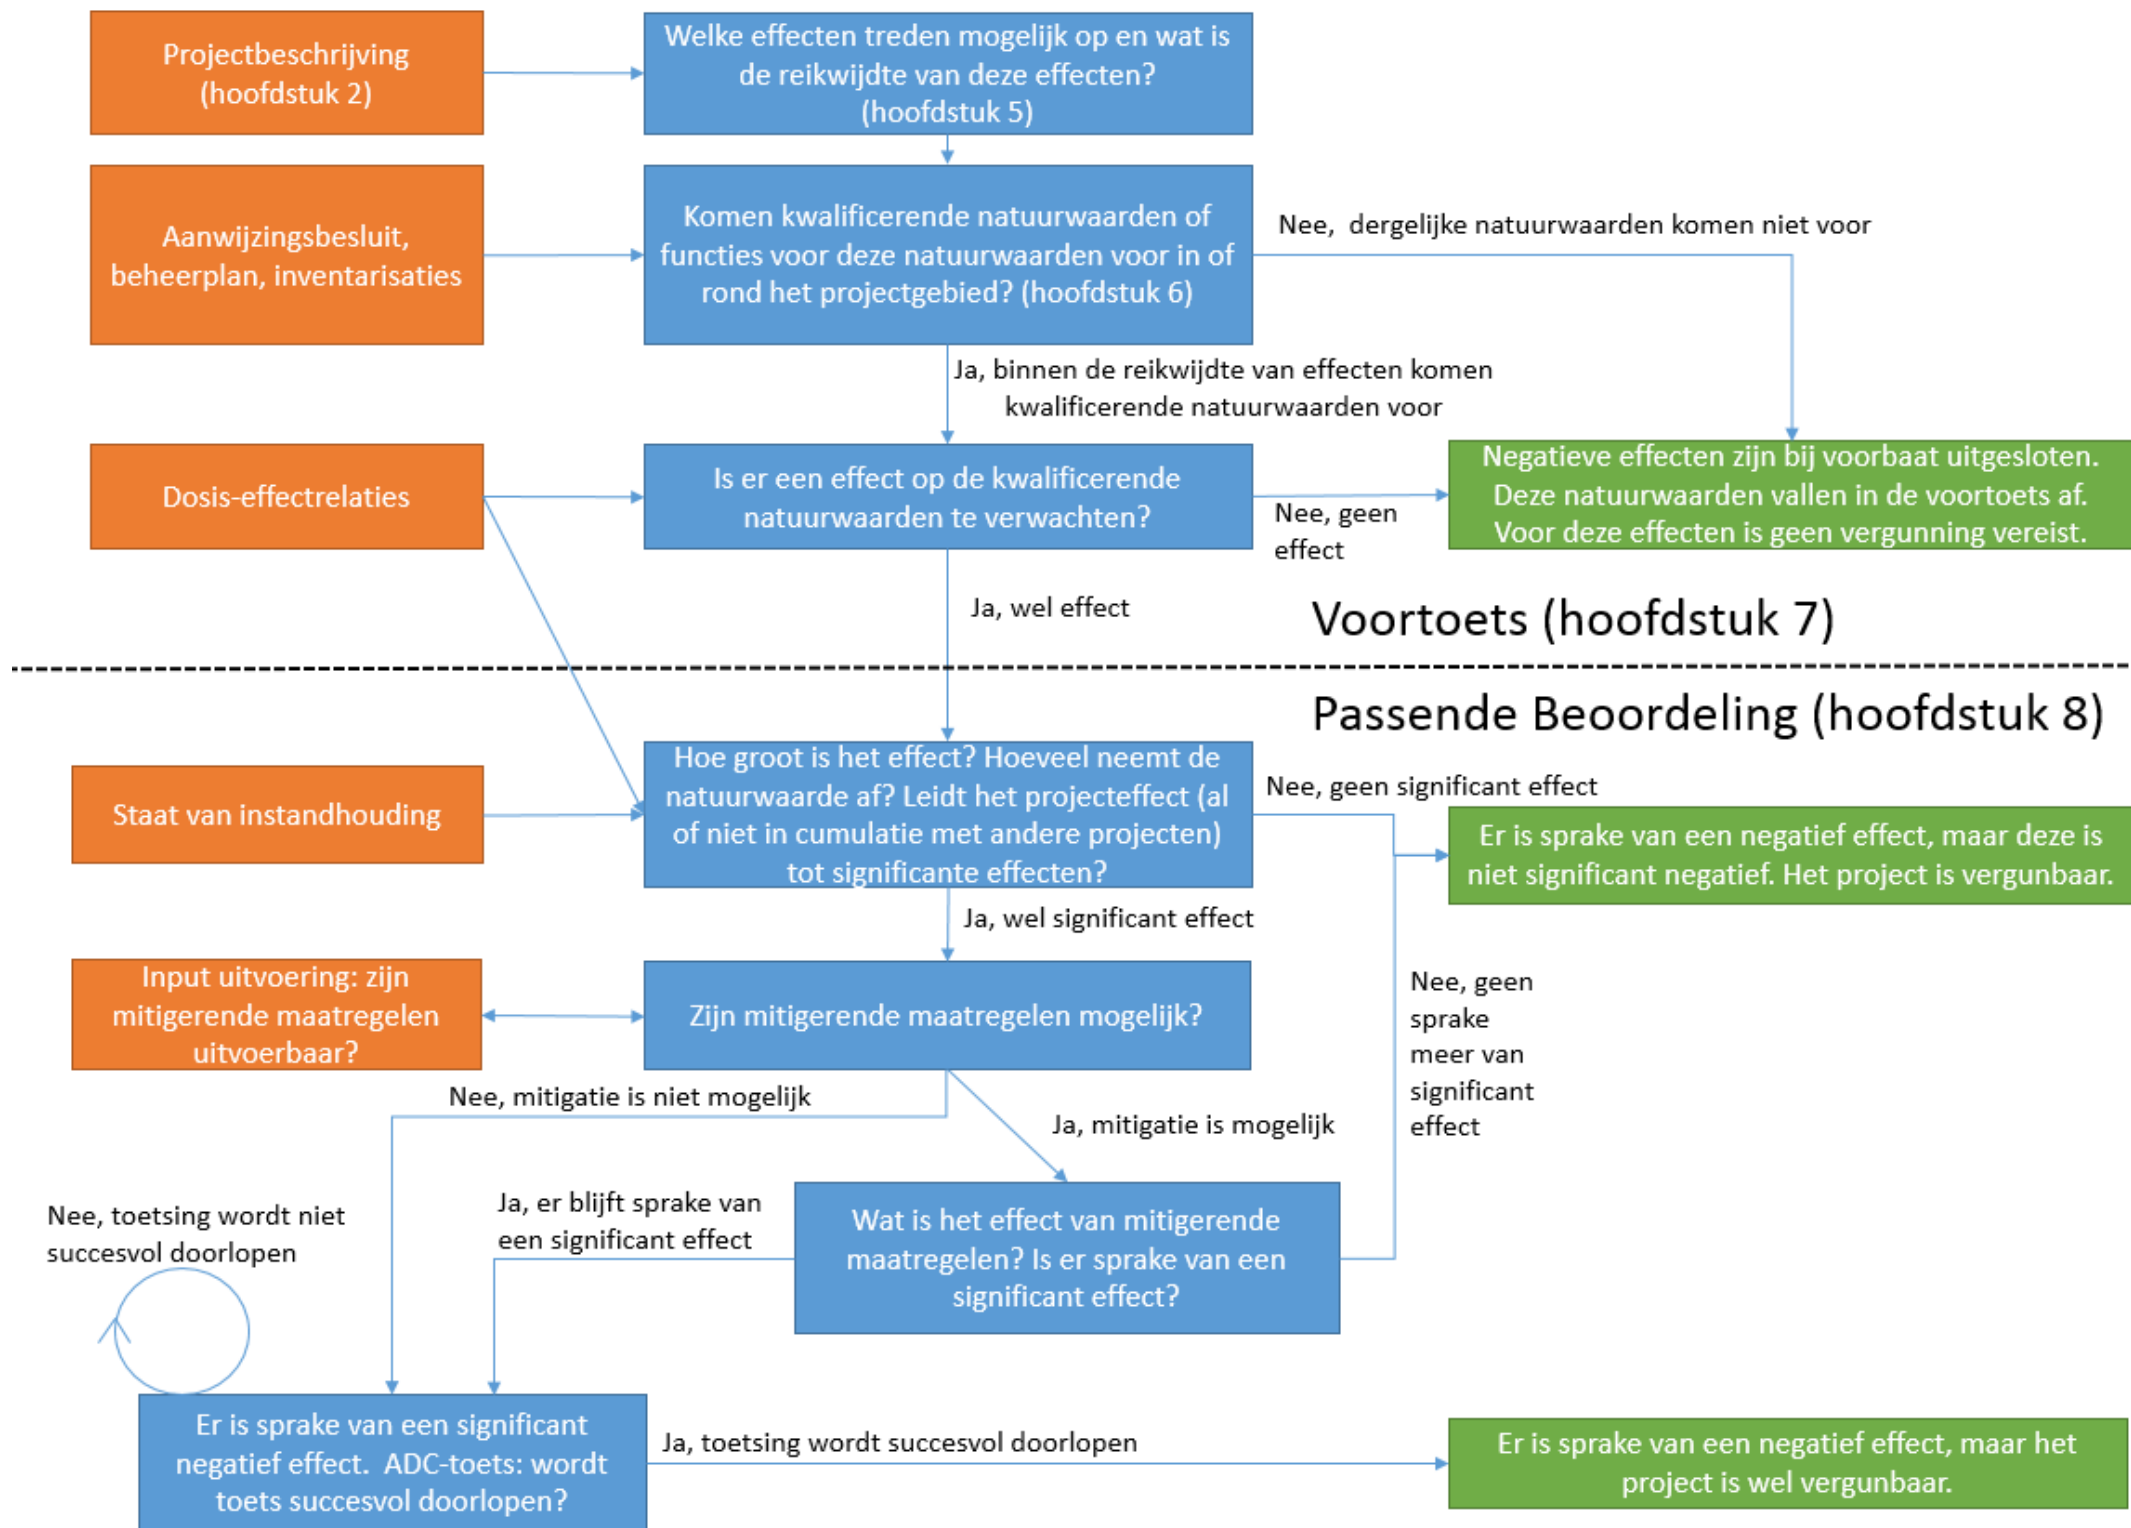 Projectbeschrijving
(hoofdstuk 2)
Welke effecten treden mogelijk op en wat is
de reikwijdte van deze effecten?
(hoofdstuk 5)
Aanwijzingsbesluit,
beheerplan, inventarisaties
Komen kwalificerende natuurwaarden of
functies voor deze natuurwaarden voor in of
rond het projectgebied? (hoofdstuk 6)
Nee, dergelijke natuurwaarden komen niet voor
Ja, binnen de reikwijdte van effecten komen
kwalificerende natuurwaarden voor
Dosis-effectrelaties
Is er een effect op de kwalificerende
natuurwaarden te verwachten?
Nee, geen
effect
Negatieve effecten zijn bij voorbaat uitgesloten.
Deze natuurwaarden vallen in de voortoets af.
Voor deze effecten is geen vergunning vereist.
Ja, wel effect
Voortoets (hoofdstuk 7)
Passende Beoordeling (hoofdstuk 8)
Staat van instandhouding
Hoe groot is het effect? Hoeveel neemt de
natuurwaarde af? Leidt het projecteffect (al
of niet in cumulatie met andere projecten)
tot significante effecten?
Nee, geen significant effect
Er is sprake van een negatief effect, maar deze is
niet significant negatief. Het project is vergunbaar.
Ja, wel significant effect
Input uitvoering: zijn
mitigerende maatregelen
uitvoerbaar?
Zijn mitigerende maatregelen mogelijk?
Nee, geen
sprake
meer van
significant
effect
Nee, mitigatie is niet mogelijk
Ja, mitigatie is mogelijk
Ja, er blijft sprake van
een significant effect
Wat is het effect van mitigerende
maatregelen? Is er sprake van een
significant effect?
Nee, toetsing wordt niet
succesvol doorlopen
Er is sprake van een significant
negatief effect. ADC-toets: wordt
toets succesvol doorlopen?
Ja, toetsing wordt succesvol doorlopen
Er is sprake van een negatief effect, maar het
project is wel vergunbaar.